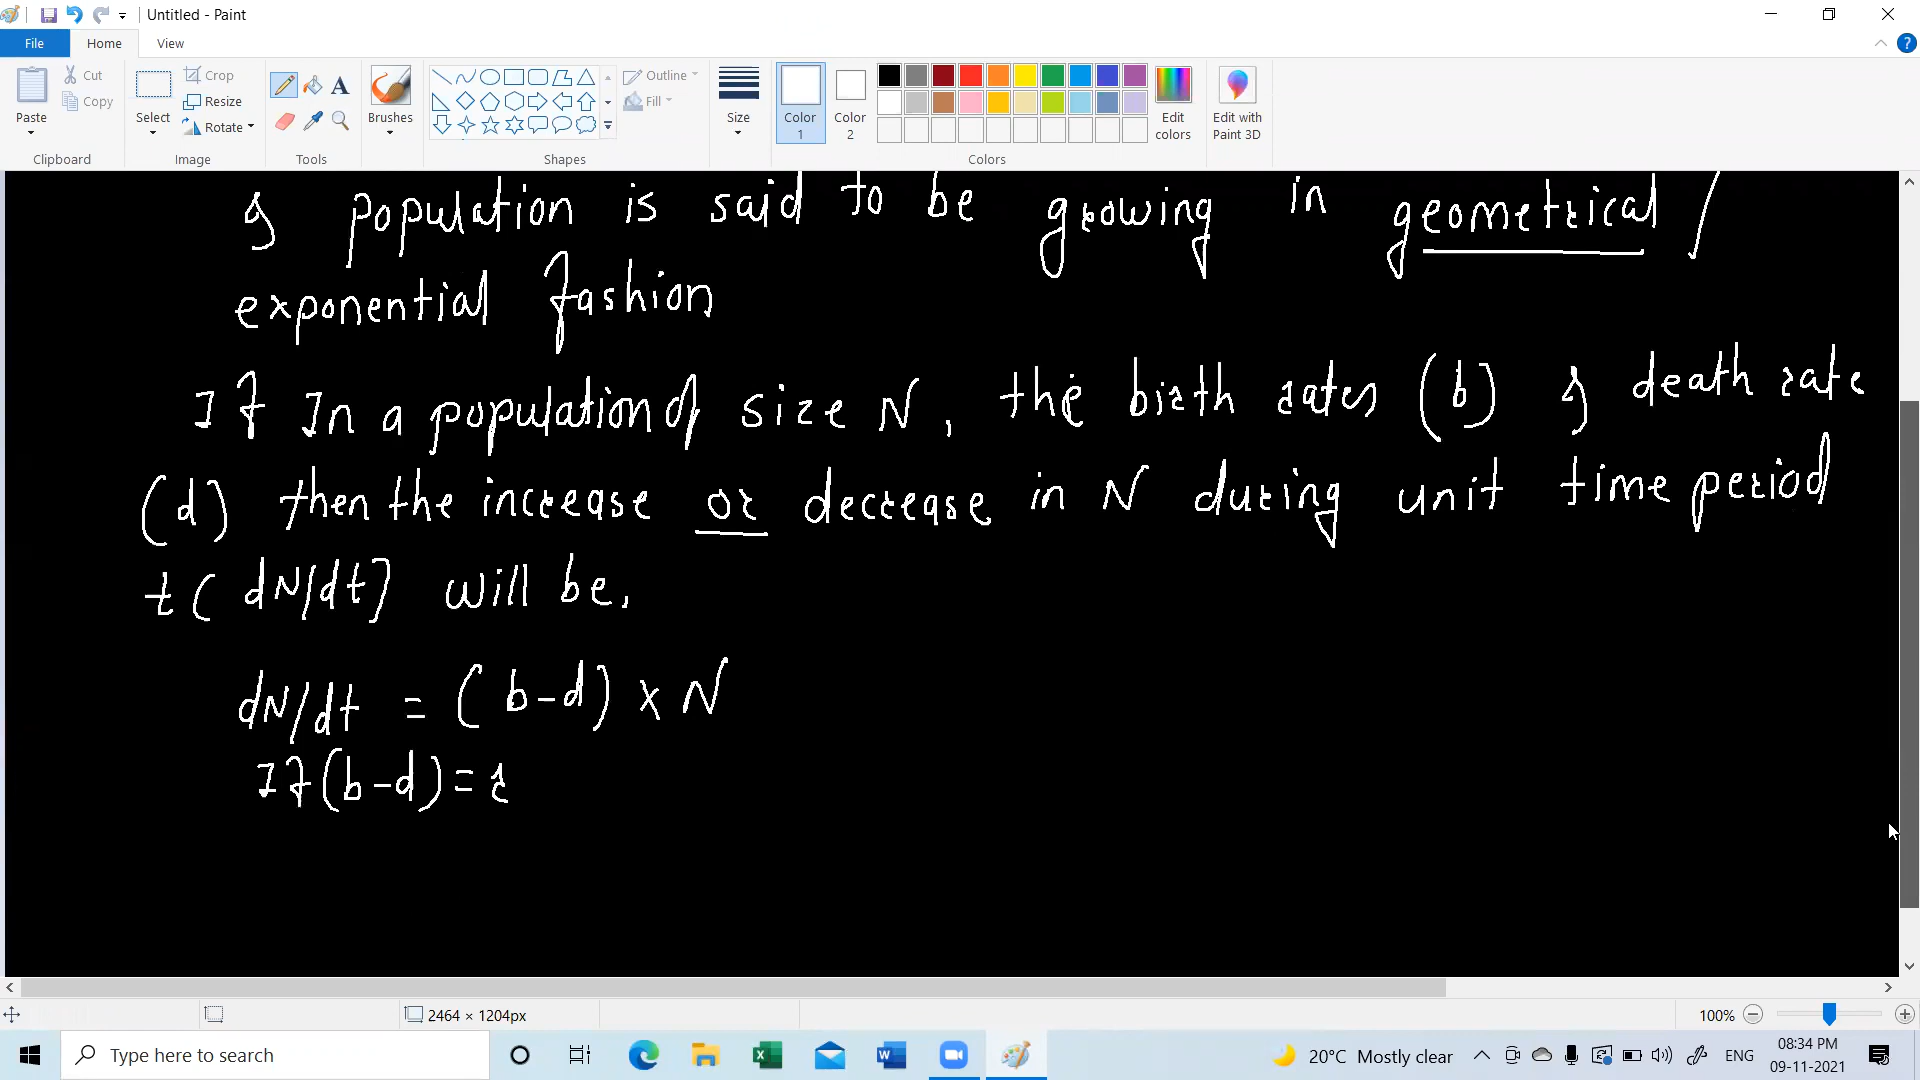 Untitled - Paint
File Home View
Cut
Copy
Paste
Clipboard
Select
Crop
Resize
Rotate
Image
Tools
Brushes
Shapes
Outline
Fill
Size
Color 1
Color 2
Colors
Edit colors
Edit with Paint 3D
& population is said to be growing in geometrical /
exponential fashion
If In a population of size N, the birth rates (b) & death rate
(d) then the increase or decrease in N during unit time period
t (dN/dt) will be,
dN/dt = (b-d) x N
If (b-d) = r
2464 × 1204px
100%
Type here to search
20°C Mostly clear
ENG
08:34 PM
09-11-2021